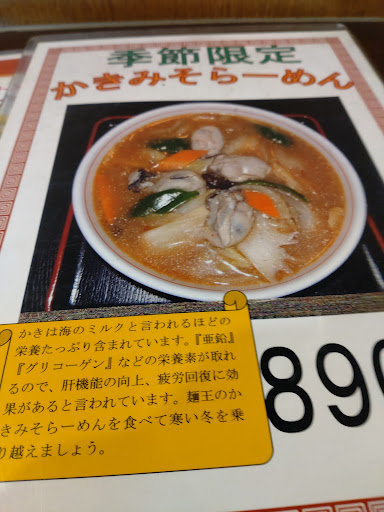 季節限定
かきみそらーめん
かきは海のミルクと言われるほどの
栄養たっぷり含まれています。『亜鉛』
『グリコーゲン』などの栄養素が取れ
るので、肝機能の向上、疲労回復に効
果があると言われています。麺王のか
きみそらーめんを食べて寒い冬を乗
り越えましょう。
890